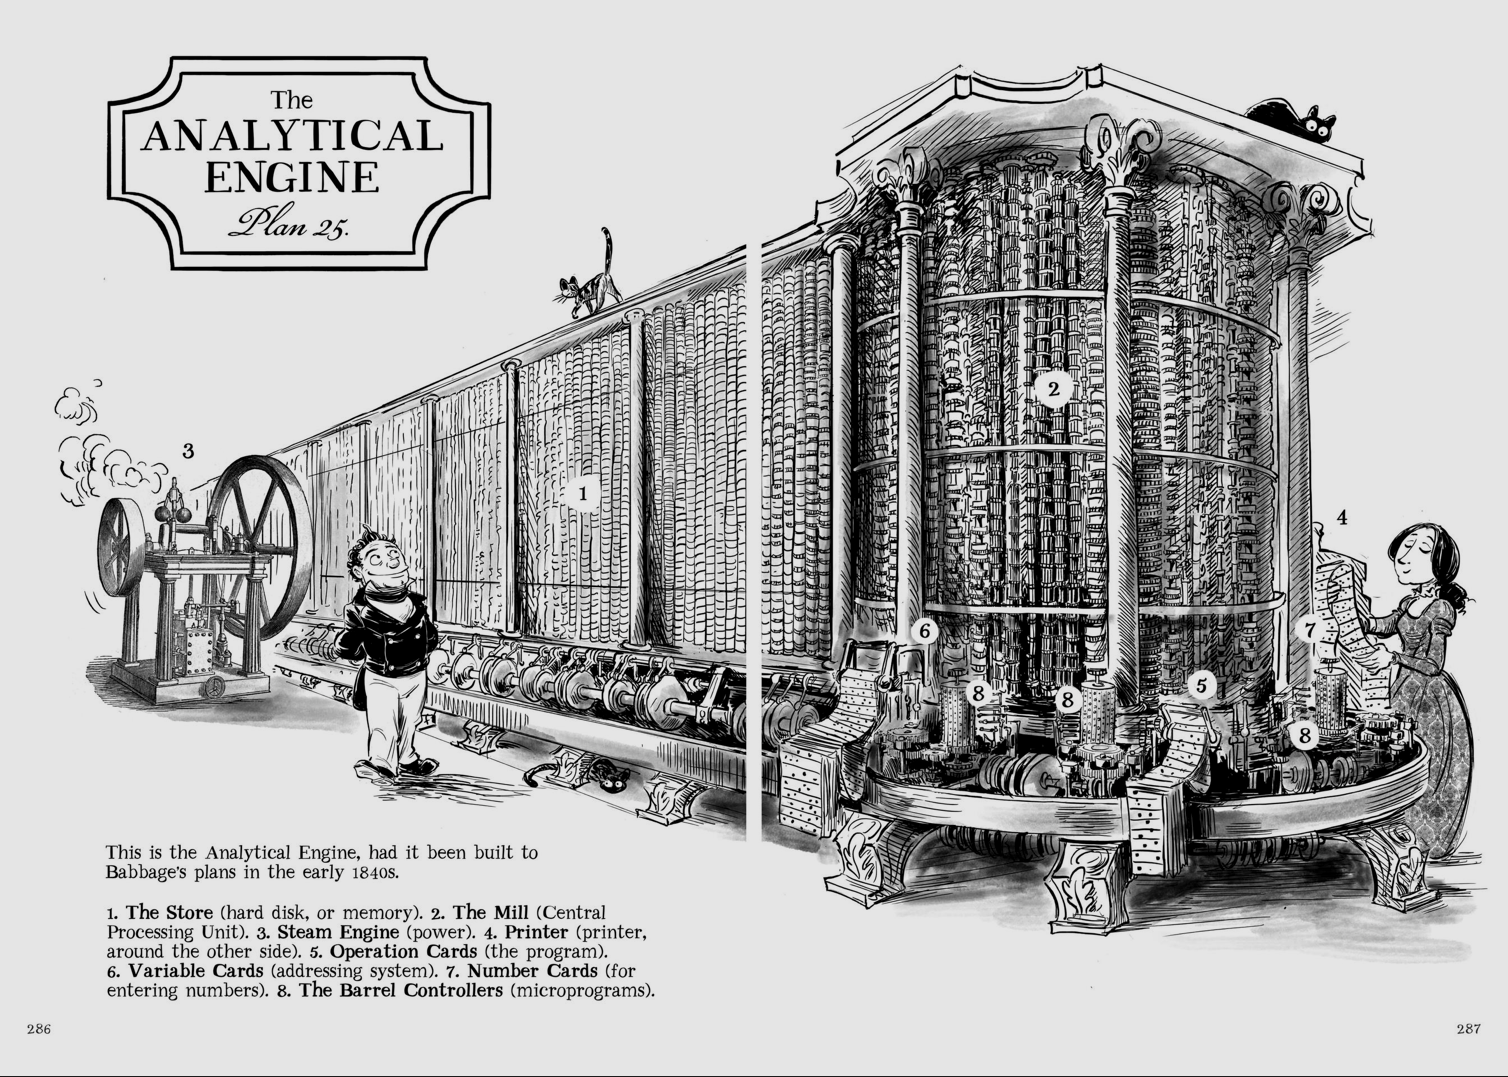 The
ANALYTICAL
ENGINE
Plan 25.
3
1
2
4
6
7
8
8
5
8
This is the Analytical Engine, had it been built to
Babbage's plans in the early 1840s.
1. The Store (hard disk, or memory). 2. The Mill (Central
Processing Unit). 3. Steam Engine (power). 4. Printer (printer,
around the other side). 5. Operation Cards (the program).
6. Variable Cards (addressing system). 7. Number Cards (for
entering numbers). 8. The Barrel Controllers (microprograms).
286
287